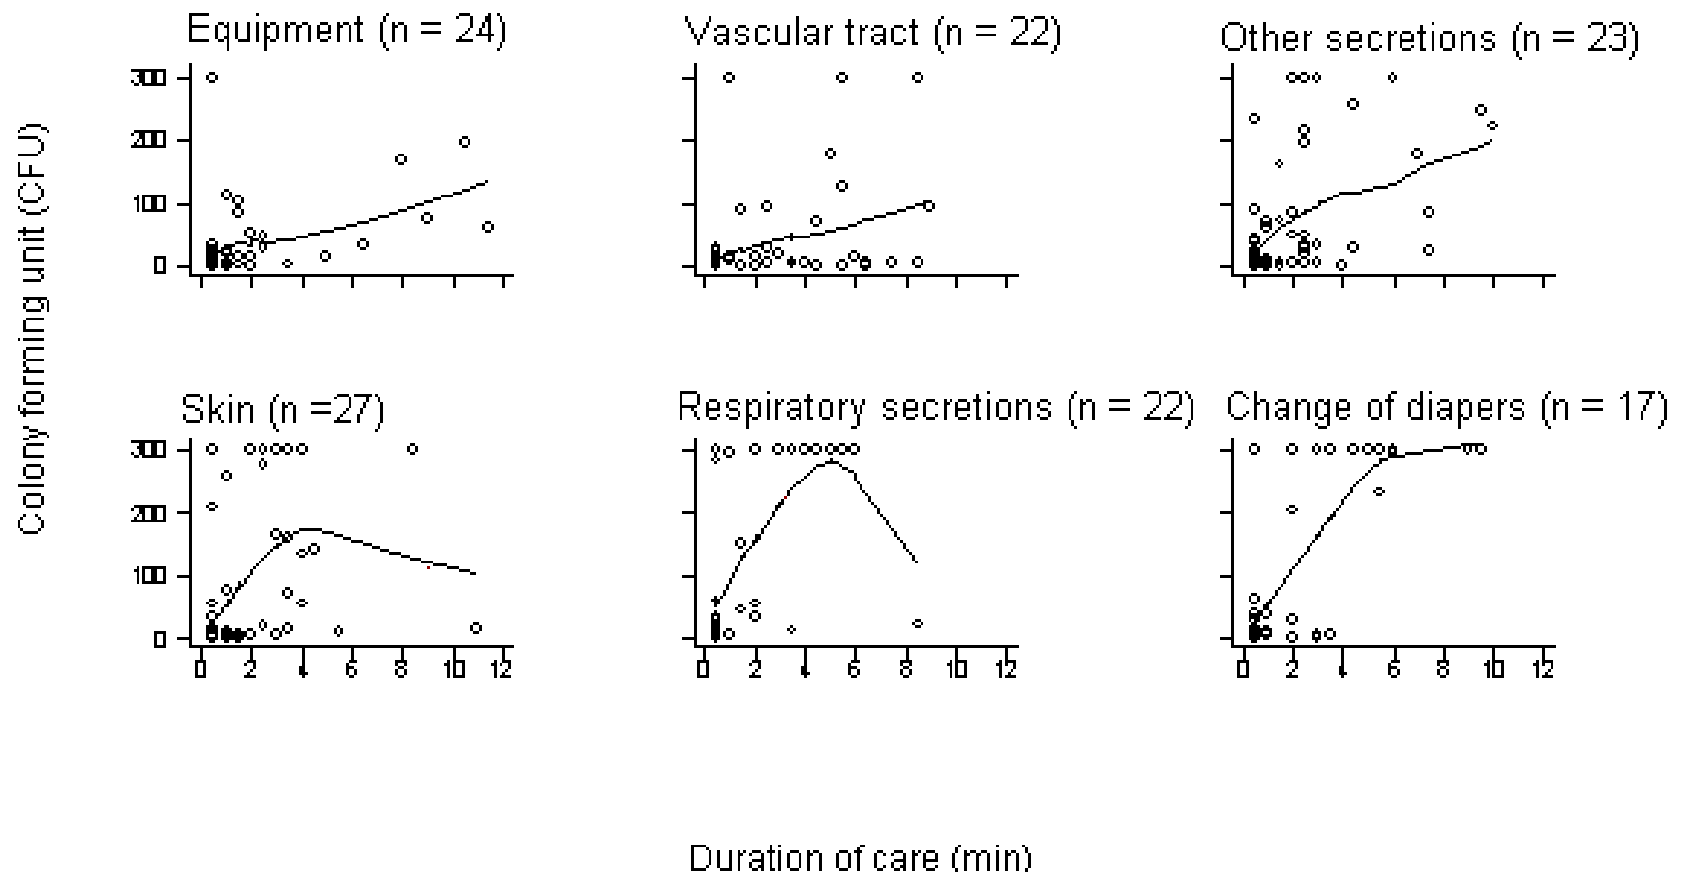 Equipment (n = 24)
Vascular tract (n = 22)
Other secretions (n = 23)
300
200
100
0
Colony forming unit (CFU)
Skin (n =27)
Respiratory secretions (n = 22)
Change of diapers (n = 17)
300
200
100
0
0 2 4 6 8 10 12
0 2 4 6 8 10 12
0 2 4 6 8 10 12
Duration of care (min)